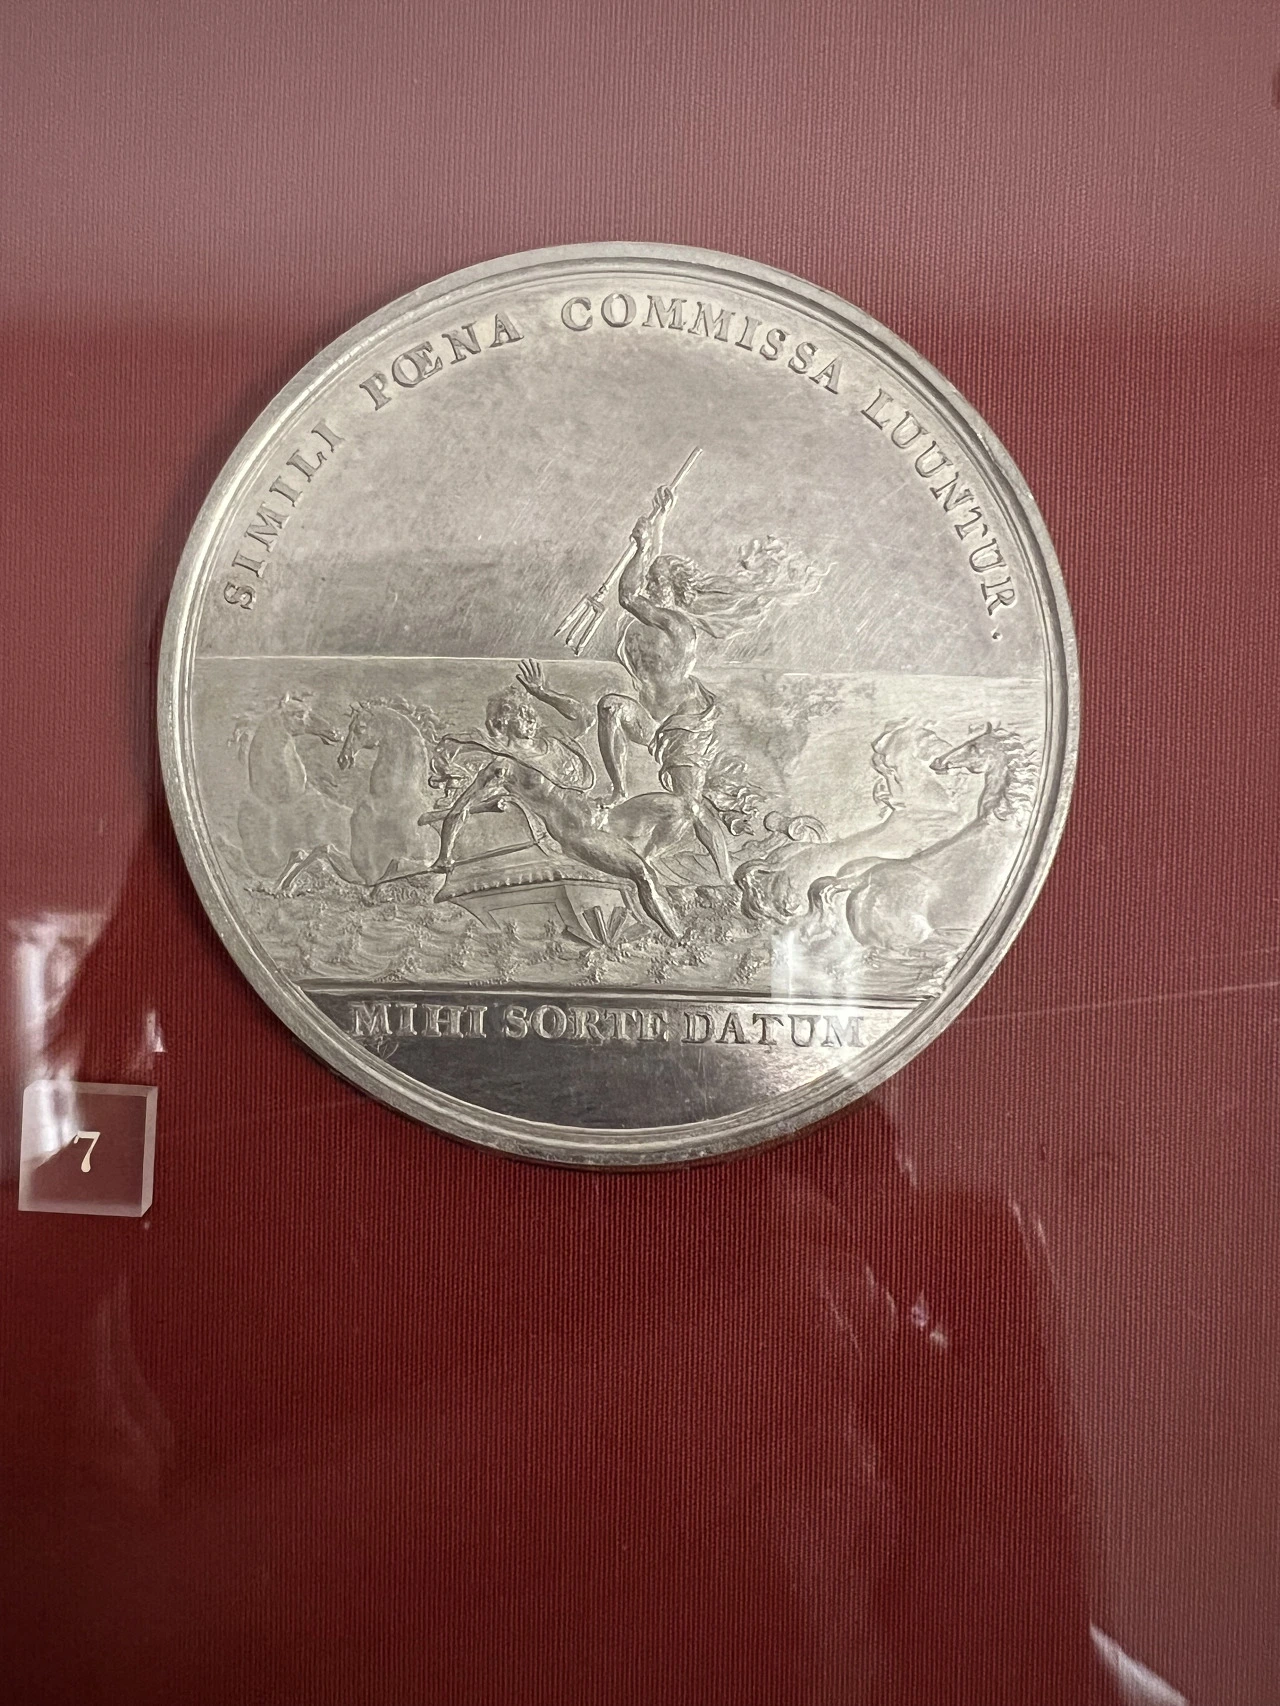 SIMILI PŒNA COMMISSA LUUNTUR.
MIHI SORTE DATUM
7